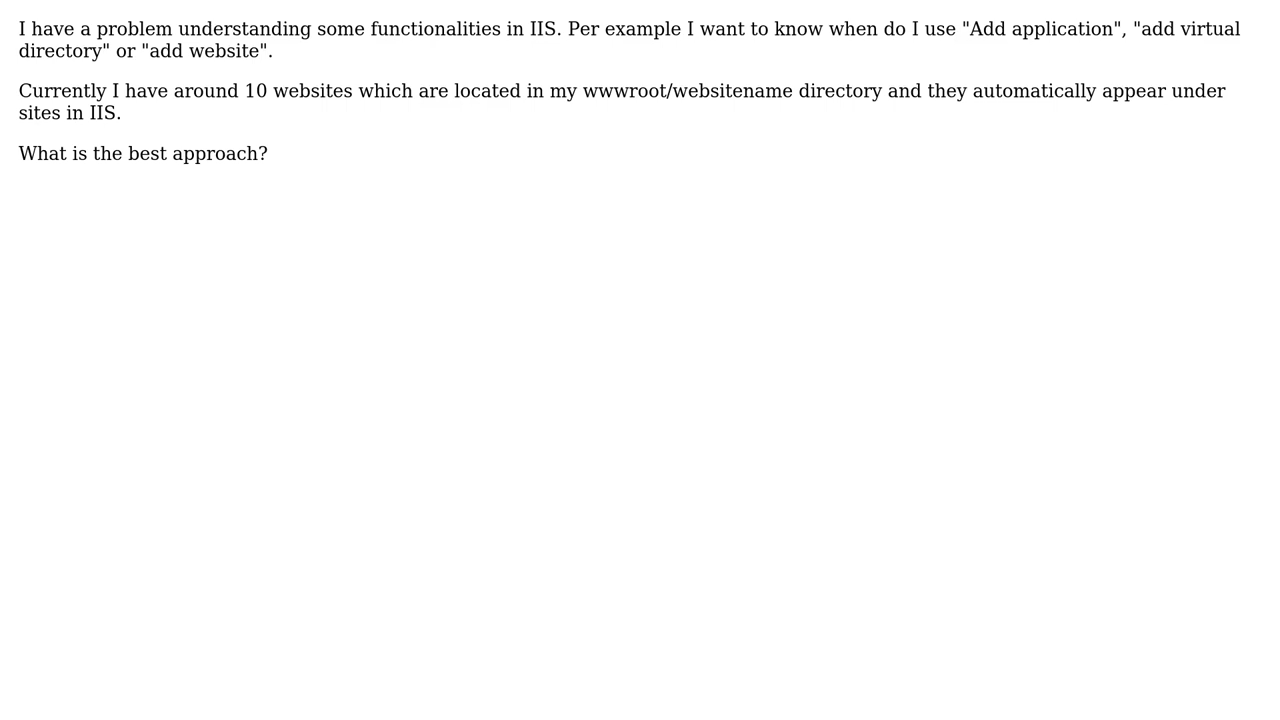 I have a problem understanding some functionalities in IIS. Per example I want to know when do I use "Add application", "add virtual
directory" or "add website".
Currently I have around 10 websites which are located in my wwwroot/websitename directory and they automatically appear under
sites in IIS.
What is the best approach?